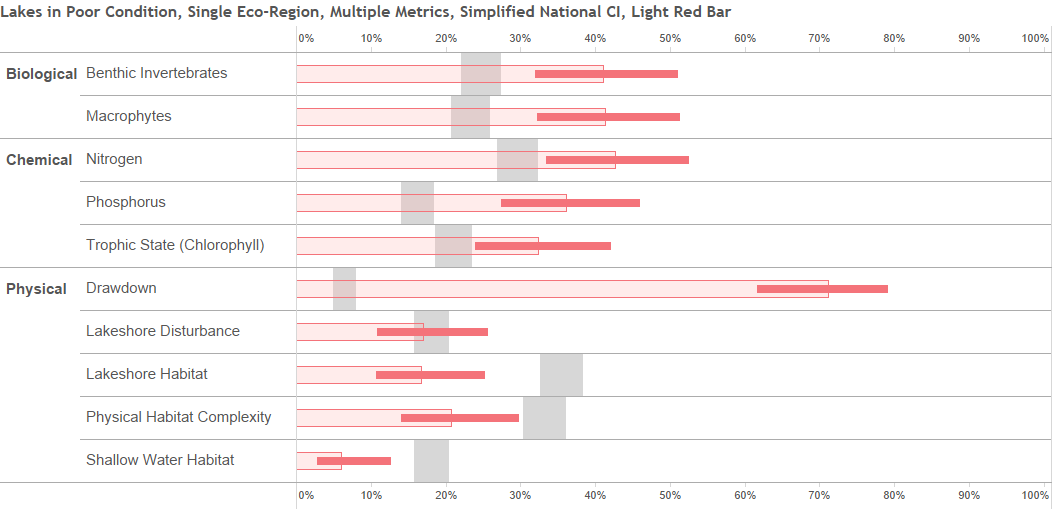 Lakes in Poor Condition, Single Eco-Region, Multiple Metrics, Simplified National CI, Light Red Bar
0% 10% 20% 30% 40% 50% 60% 70% 80% 90% 100%
Biological Benthic Invertebrates
Macrophytes
Chemical Nitrogen
Phosphorus
Trophic State (Chlorophyll)
Physical Drawdown
Lakeshore Disturbance
Lakeshore Habitat
Physical Habitat Complexity
Shallow Water Habitat
0% 10% 20% 30% 40% 50% 60% 70% 80% 90% 100%